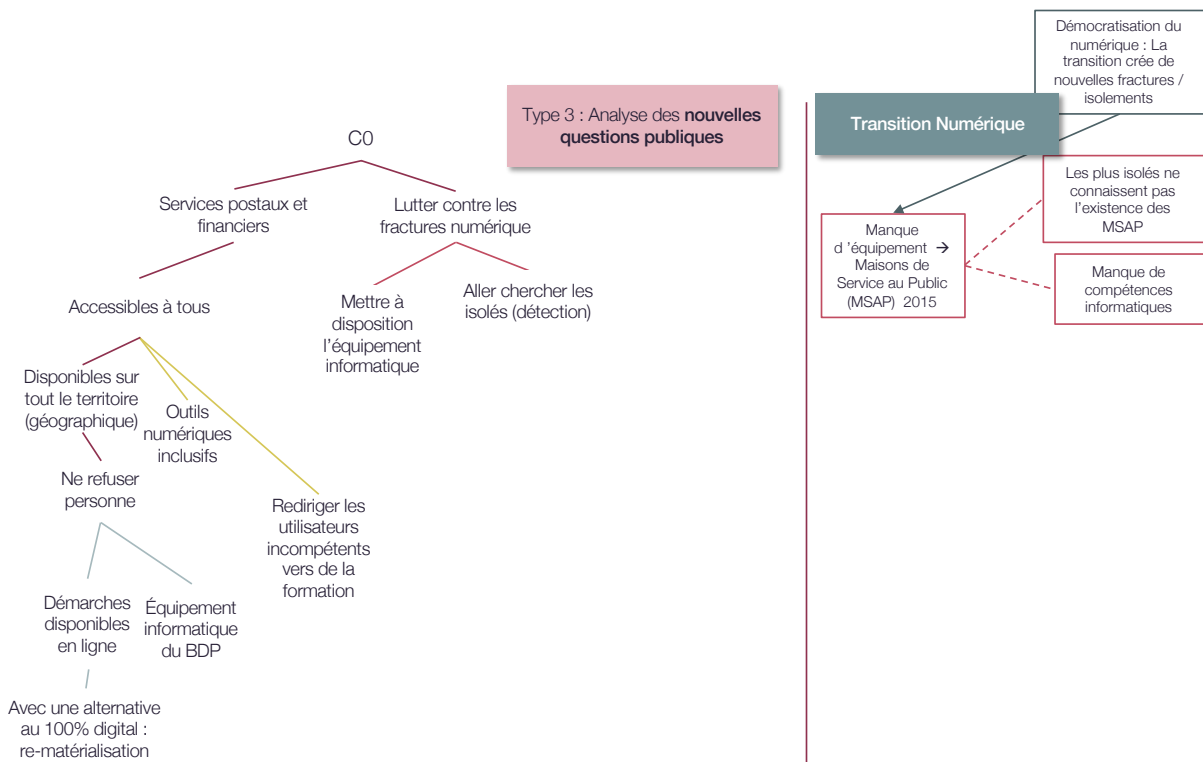 C0
Services postaux et
financiers
Lutter contre les
fractures numérique
Accessibles à tous
Mettre à
disposition
l'équipement
informatique
Aller chercher les
isolés (détection)
Disponibles sur
tout le territoire
(géographique)
Outils
numériques
inclusifs
Ne refuser
personne
Rediriger les
utilisateurs
incompétents
vers de la
formation
Démarches
disponibles
en ligne
Équipement
informatique
du BDP
Avec une alternative
au 100% digital :
re-matérialisation
Type 3 : Analyse des nouvelles
questions publiques
Transition Numérique
Démocratisation du
numérique : La
transition crée de
nouvelles fractures /
isolements
Manque
d 'équipement →
Maisons de
Service au Public
(MSAP) 2015
Les plus isolés ne
connaissent pas
l'existence des
MSAP
Manque de
compétences
informatiques